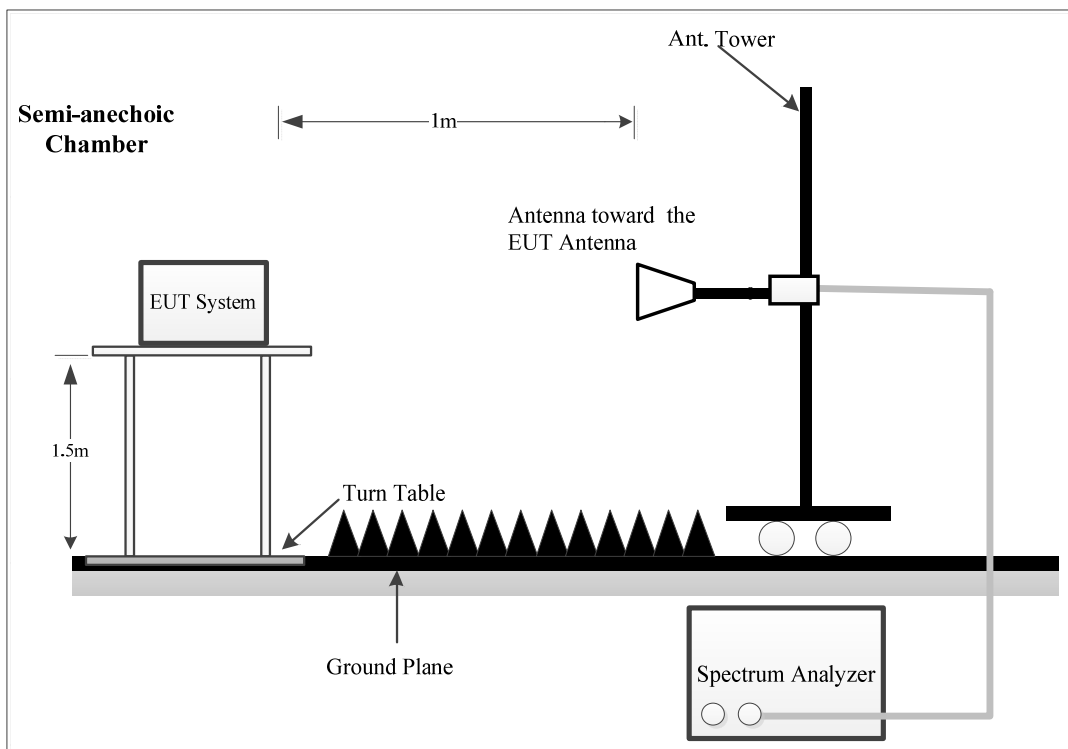 Ant. Tower
Semi-anechoic
Chamber
1m
Antenna toward the
EUT Antenna
EUT System
1.5m
Turn Table
Ground Plane
Spectrum Analyzer